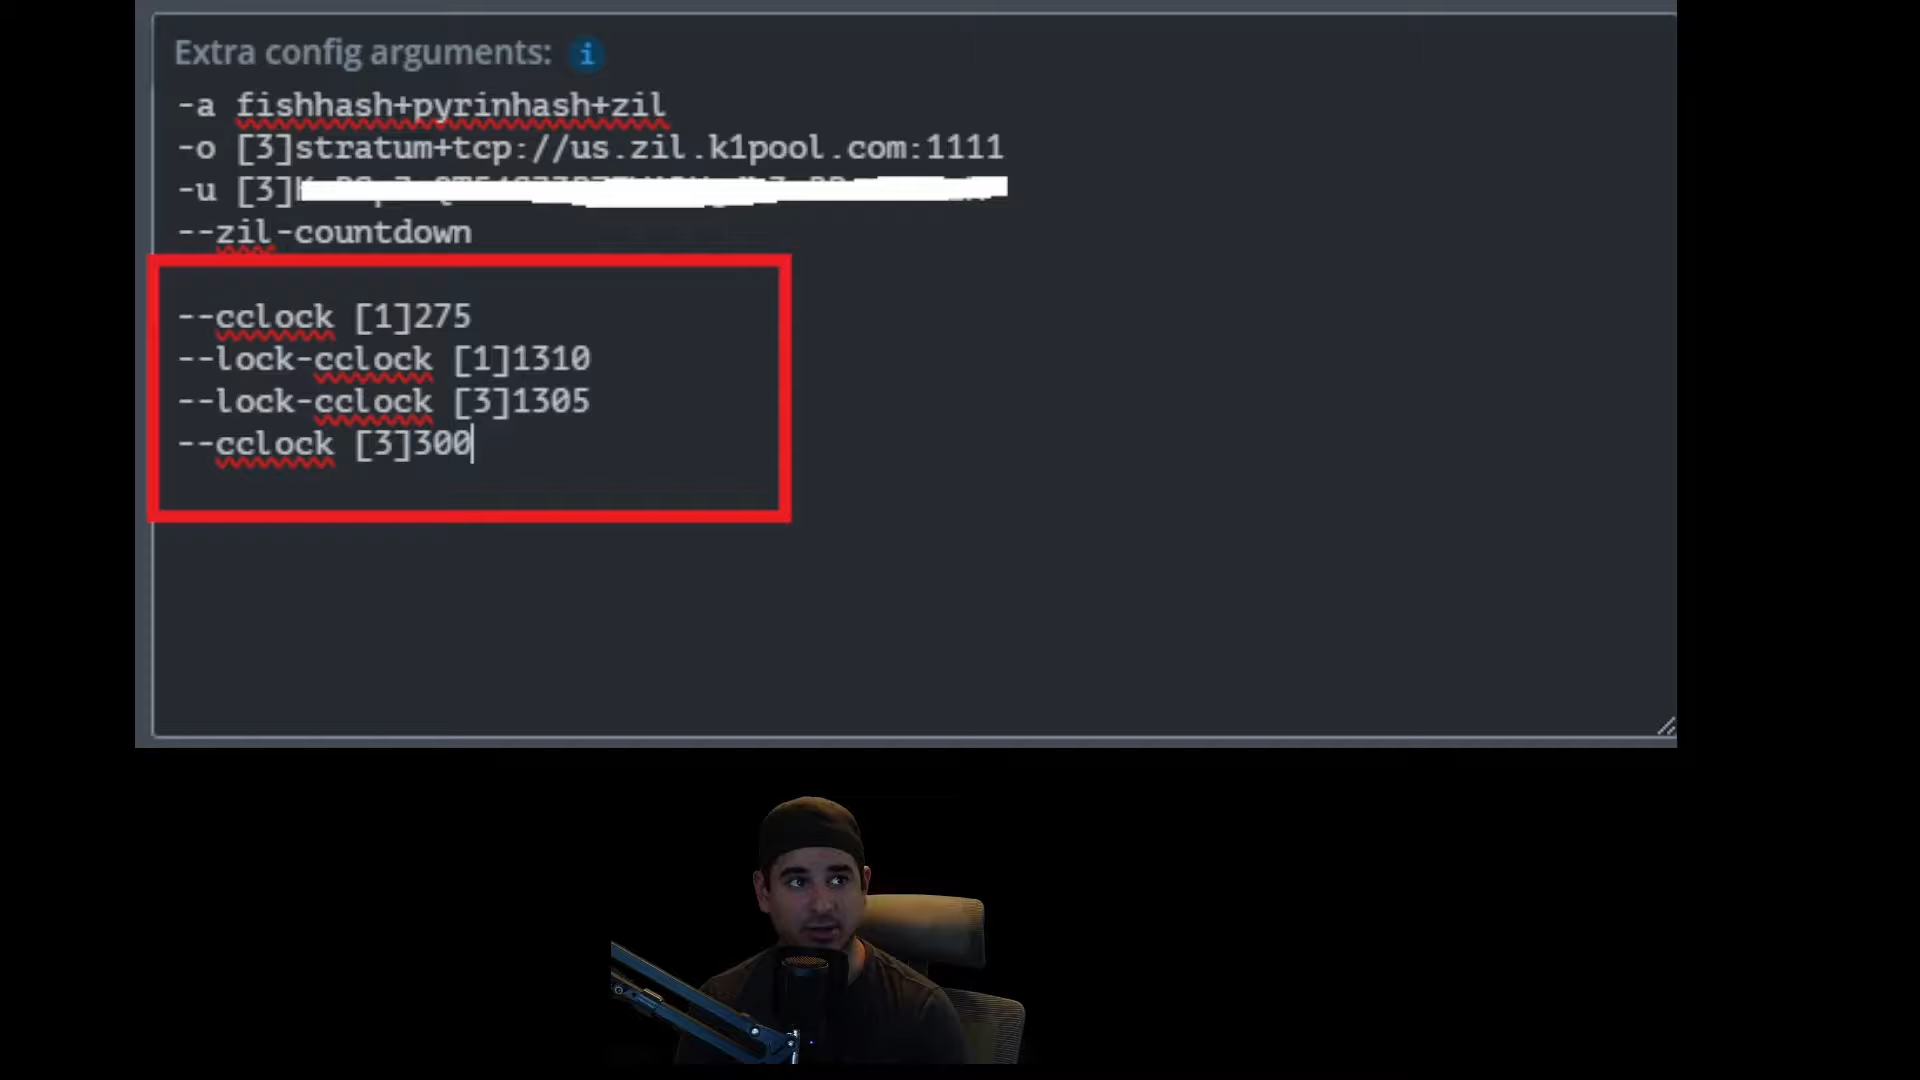 Extra config arguments: i
-a fishhash+pyrinhash+zil
-o [3]stratum+tcp://us.zil.k1pool.com:1111
-u [3]
--zil-countdown
--cclock [1]275
--lock-cclock [1]1310
--lock-cclock [3]1305
--cclock [3]300